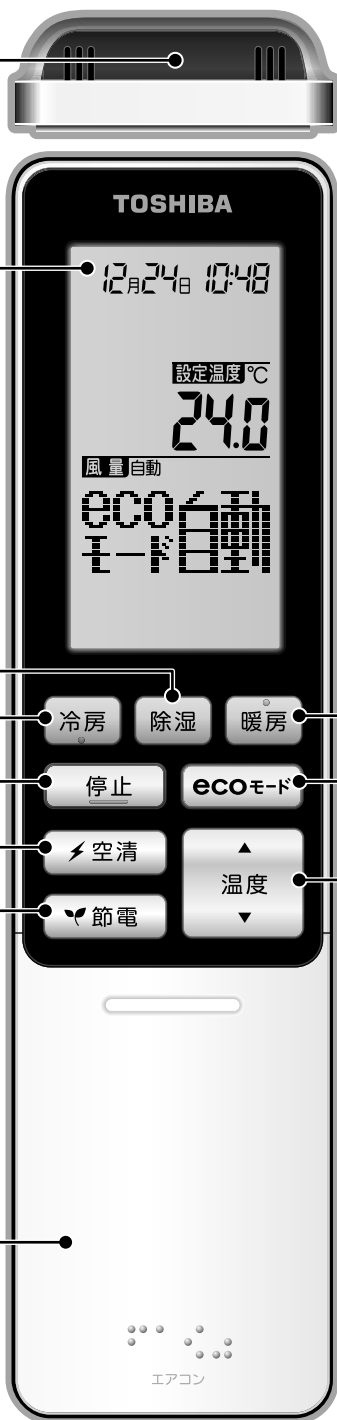 TOSHIBA
12月24日 10:48
設定温度 ℃
24.0
風量 自動
eco自動
モード
冷房 除湿 暖房
停止 ecoモード
空清
▲
温度
▼
節電
エアコン